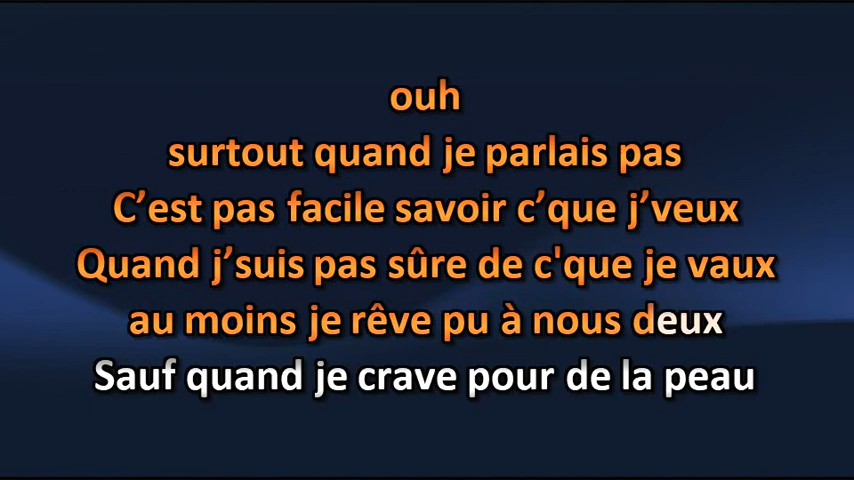 ouh
surtout quand je parlais pas
C’est pas facile savoir c’que j’veux
Quand j’suis pas sûre de c'que je vaux
au moins je rêve pu à nous deux
Sauf quand je crave pour de la peau